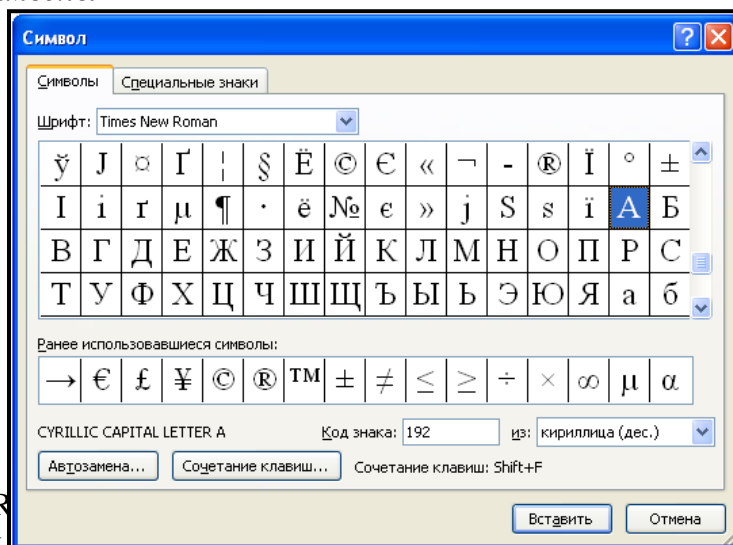 Символ
Символы Специальные знаки
Шрифт: Times New Roman
ў Ј ¤ Ґ ¦ § Ё © Є « ¬ - ® Ї ° ±
І і ґ µ ¶ · ё № є » ј Ѕ ѕ ї А Б
В Г Д Е Ж З И Й К Л М Н О П Р С
Т У Ф Х Ц Ч Ш Щ Ъ Ы Ь Э Ю Я а б
Ранее использовавшиеся символы:
→ € £ ¥ © ® ™ ± ≠ ≤ ≥ ÷ × ∞ µ α
CYRILLIC CAPITAL LETTER A Код знака: 192 из: кириллица (дес.)
Автозамена... Сочетание клавиш... Сочетание клавиш: Shift+F
R
Вставить Отмена